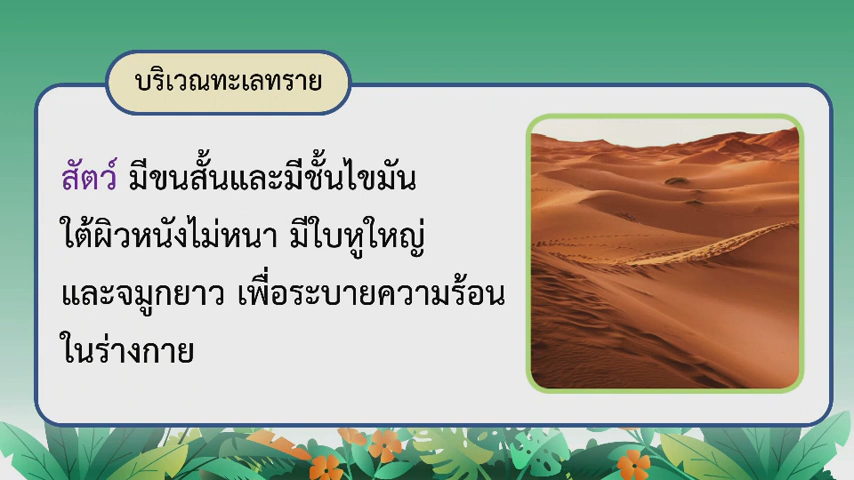 บริเวณทะเลทราย
สัตว์ มีขนสั้นและมีชั้นไขมัน
ใต้ผิวหนังไม่หนา มีใบหูใหญ่
และจมูกยาว เพื่อระบายความร้อน
ในร่างกาย